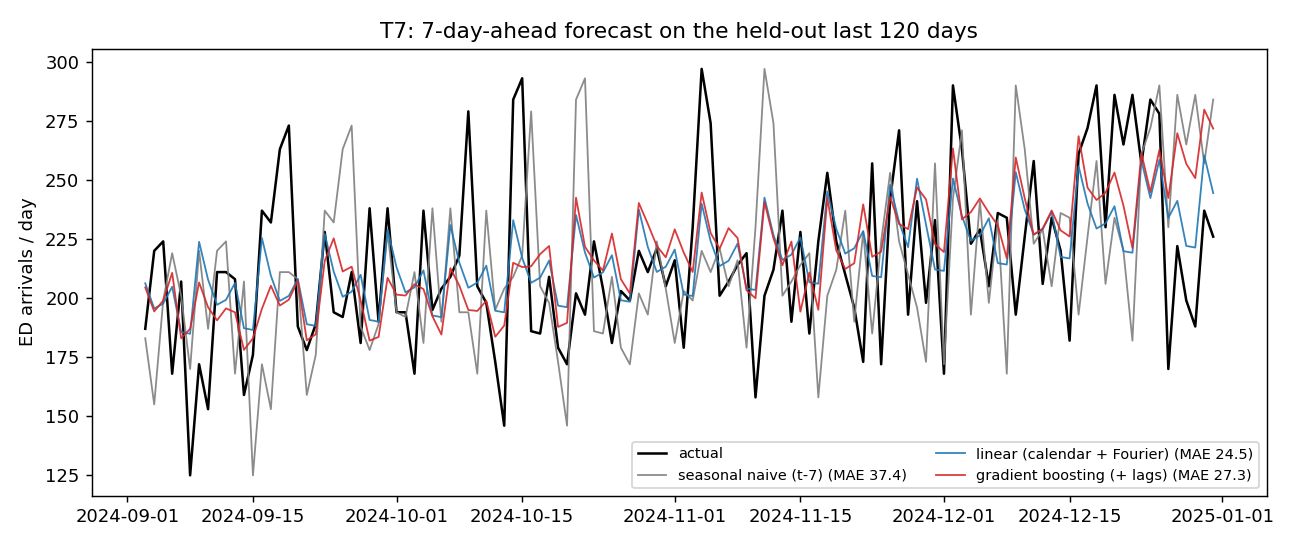 T7: 7-day-ahead forecast on the held-out last 120 days
ED arrivals / day
300
275
250
225
200
175
150
125
actual
seasonal naive (t-7) (MAE 37.4)
linear (calendar + Fourier) (MAE 24.5)
gradient boosting (+ lags) (MAE 27.3)
2024-09-01 2024-09-15 2024-10-01 2024-10-15 2024-11-01 2024-11-15 2024-12-01 2024-12-15 2025-01-01